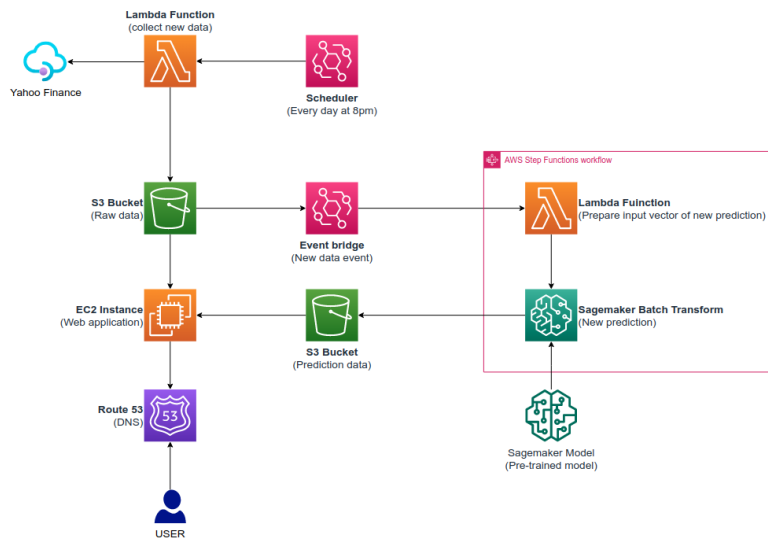 Lambda Function
(collect new data)
Yahoo Finance
Scheduler
(Every day at 8pm)
AWS Step Functions workflow
S3 Bucket
(Raw data)
Event bridge
(New data event)
Lambda Fuinction
(Prepare input vector of new prediction)
EC2 Instance
(Web application)
S3 Bucket
(Prediction data)
Sagemaker Batch Transform
(New prediction)
Route 53
(DNS)
53
Sagemaker Model
(Pre-trained model)
USER